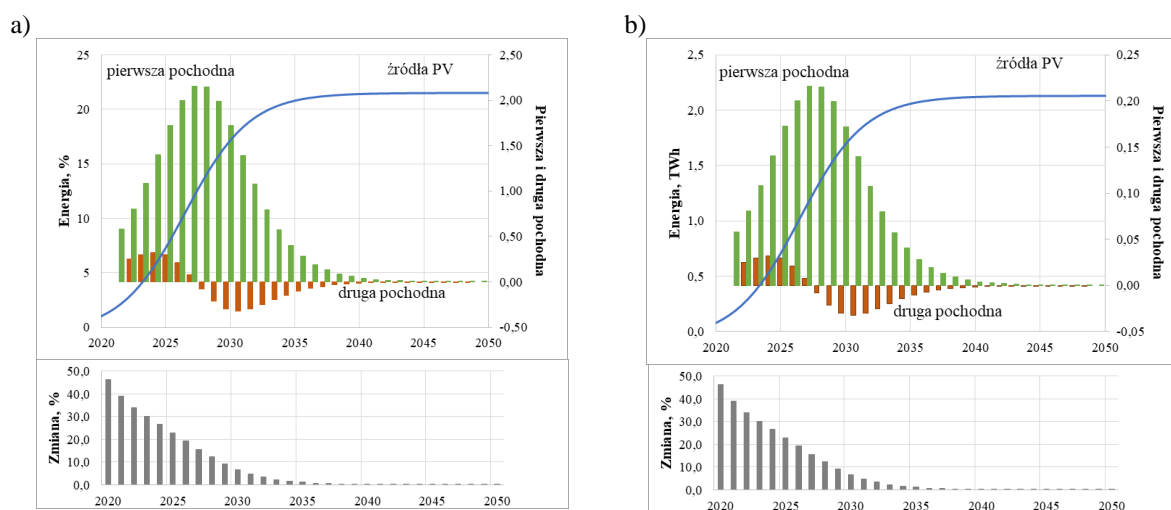 a)
25
20
15
10
5
0
Energia, %
2,50
2,00
1,50
1,00
0,50
0,00
-0,50
Pierwsza i druga pochodna
pierwsza pochodna
źródła PV
druga pochodna
2020 2025 2030 2035 2040 2045 2050
50,0
40,0
30,0
20,0
10,0
0,0
Zmiana, %
2020 2025 2030 2035 2040 2045 2050
b)
2,5
2,0
1,5
1,0
0,5
0,0
Energia, TWh
0,25
0,20
0,15
0,10
0,05
0,00
-0,05
Pierwsza i druga pochodna
pierwsza pochodna
źródła PV
druga pochodna
2020 2025 2030 2035 2040 2045 2050
50,0
40,0
30,0
20,0
10,0
0,0
Zmiana, %
2020 2025 2030 2035 2040 2045 2050